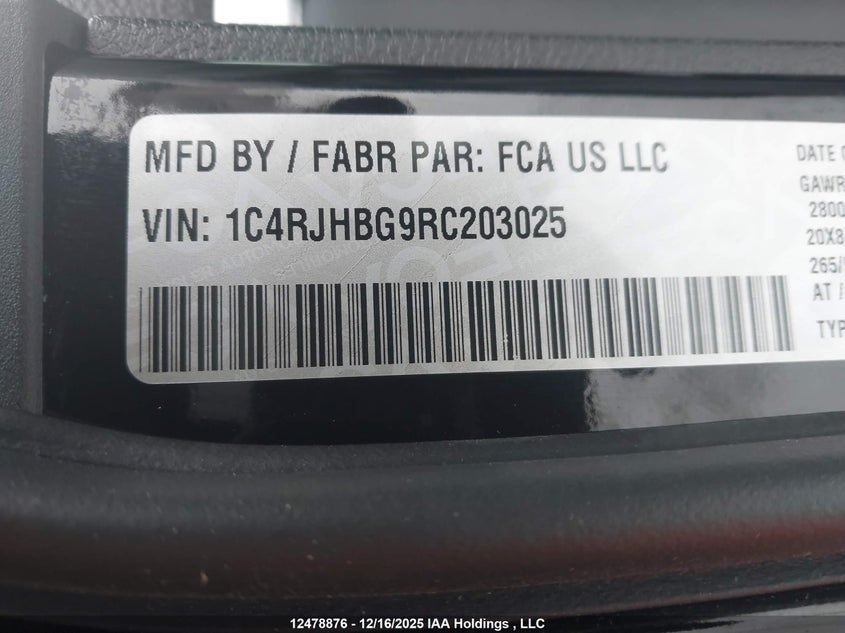 MFD BY / FABR PAR: FCA US LLC
VIN: 1C4RJHBG9RC203025
DATE
GAWR
2800
20X8
265/
AT /
TYP
12478876 - 12/16/2025 IAA Holdings , LLC